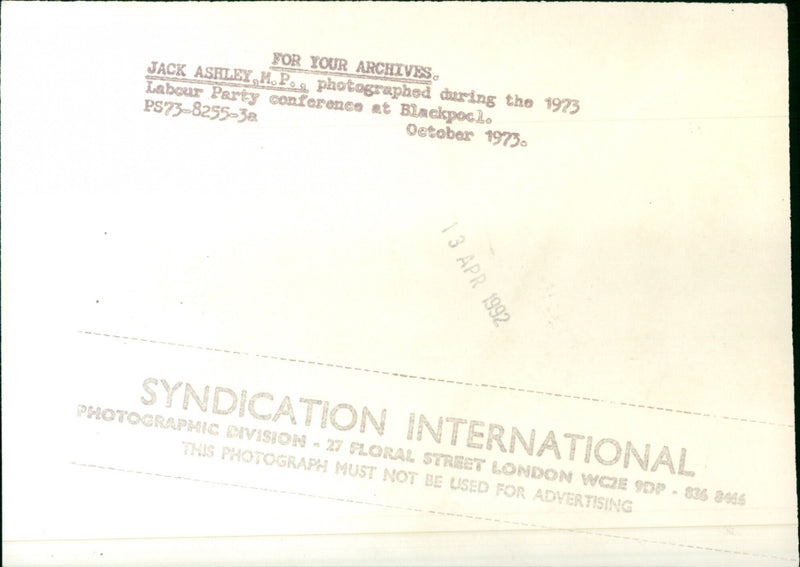 FOR YOUR ARCHIVES.
JACK ASHLEY,M.P., photographed during the 1973
Labour Party conference at Blackpool.
PS73-8255-3a
October 1973.
13 APR 1992
SYNDICATION INTERNATIONAL
PHOTOGRAPHIC DIVISION - 27 FLORAL STREET LONDON WC2E 9DP - 836 8466
THIS PHOTOGRAPH MUST NOT BE USED FOR ADVERTISING